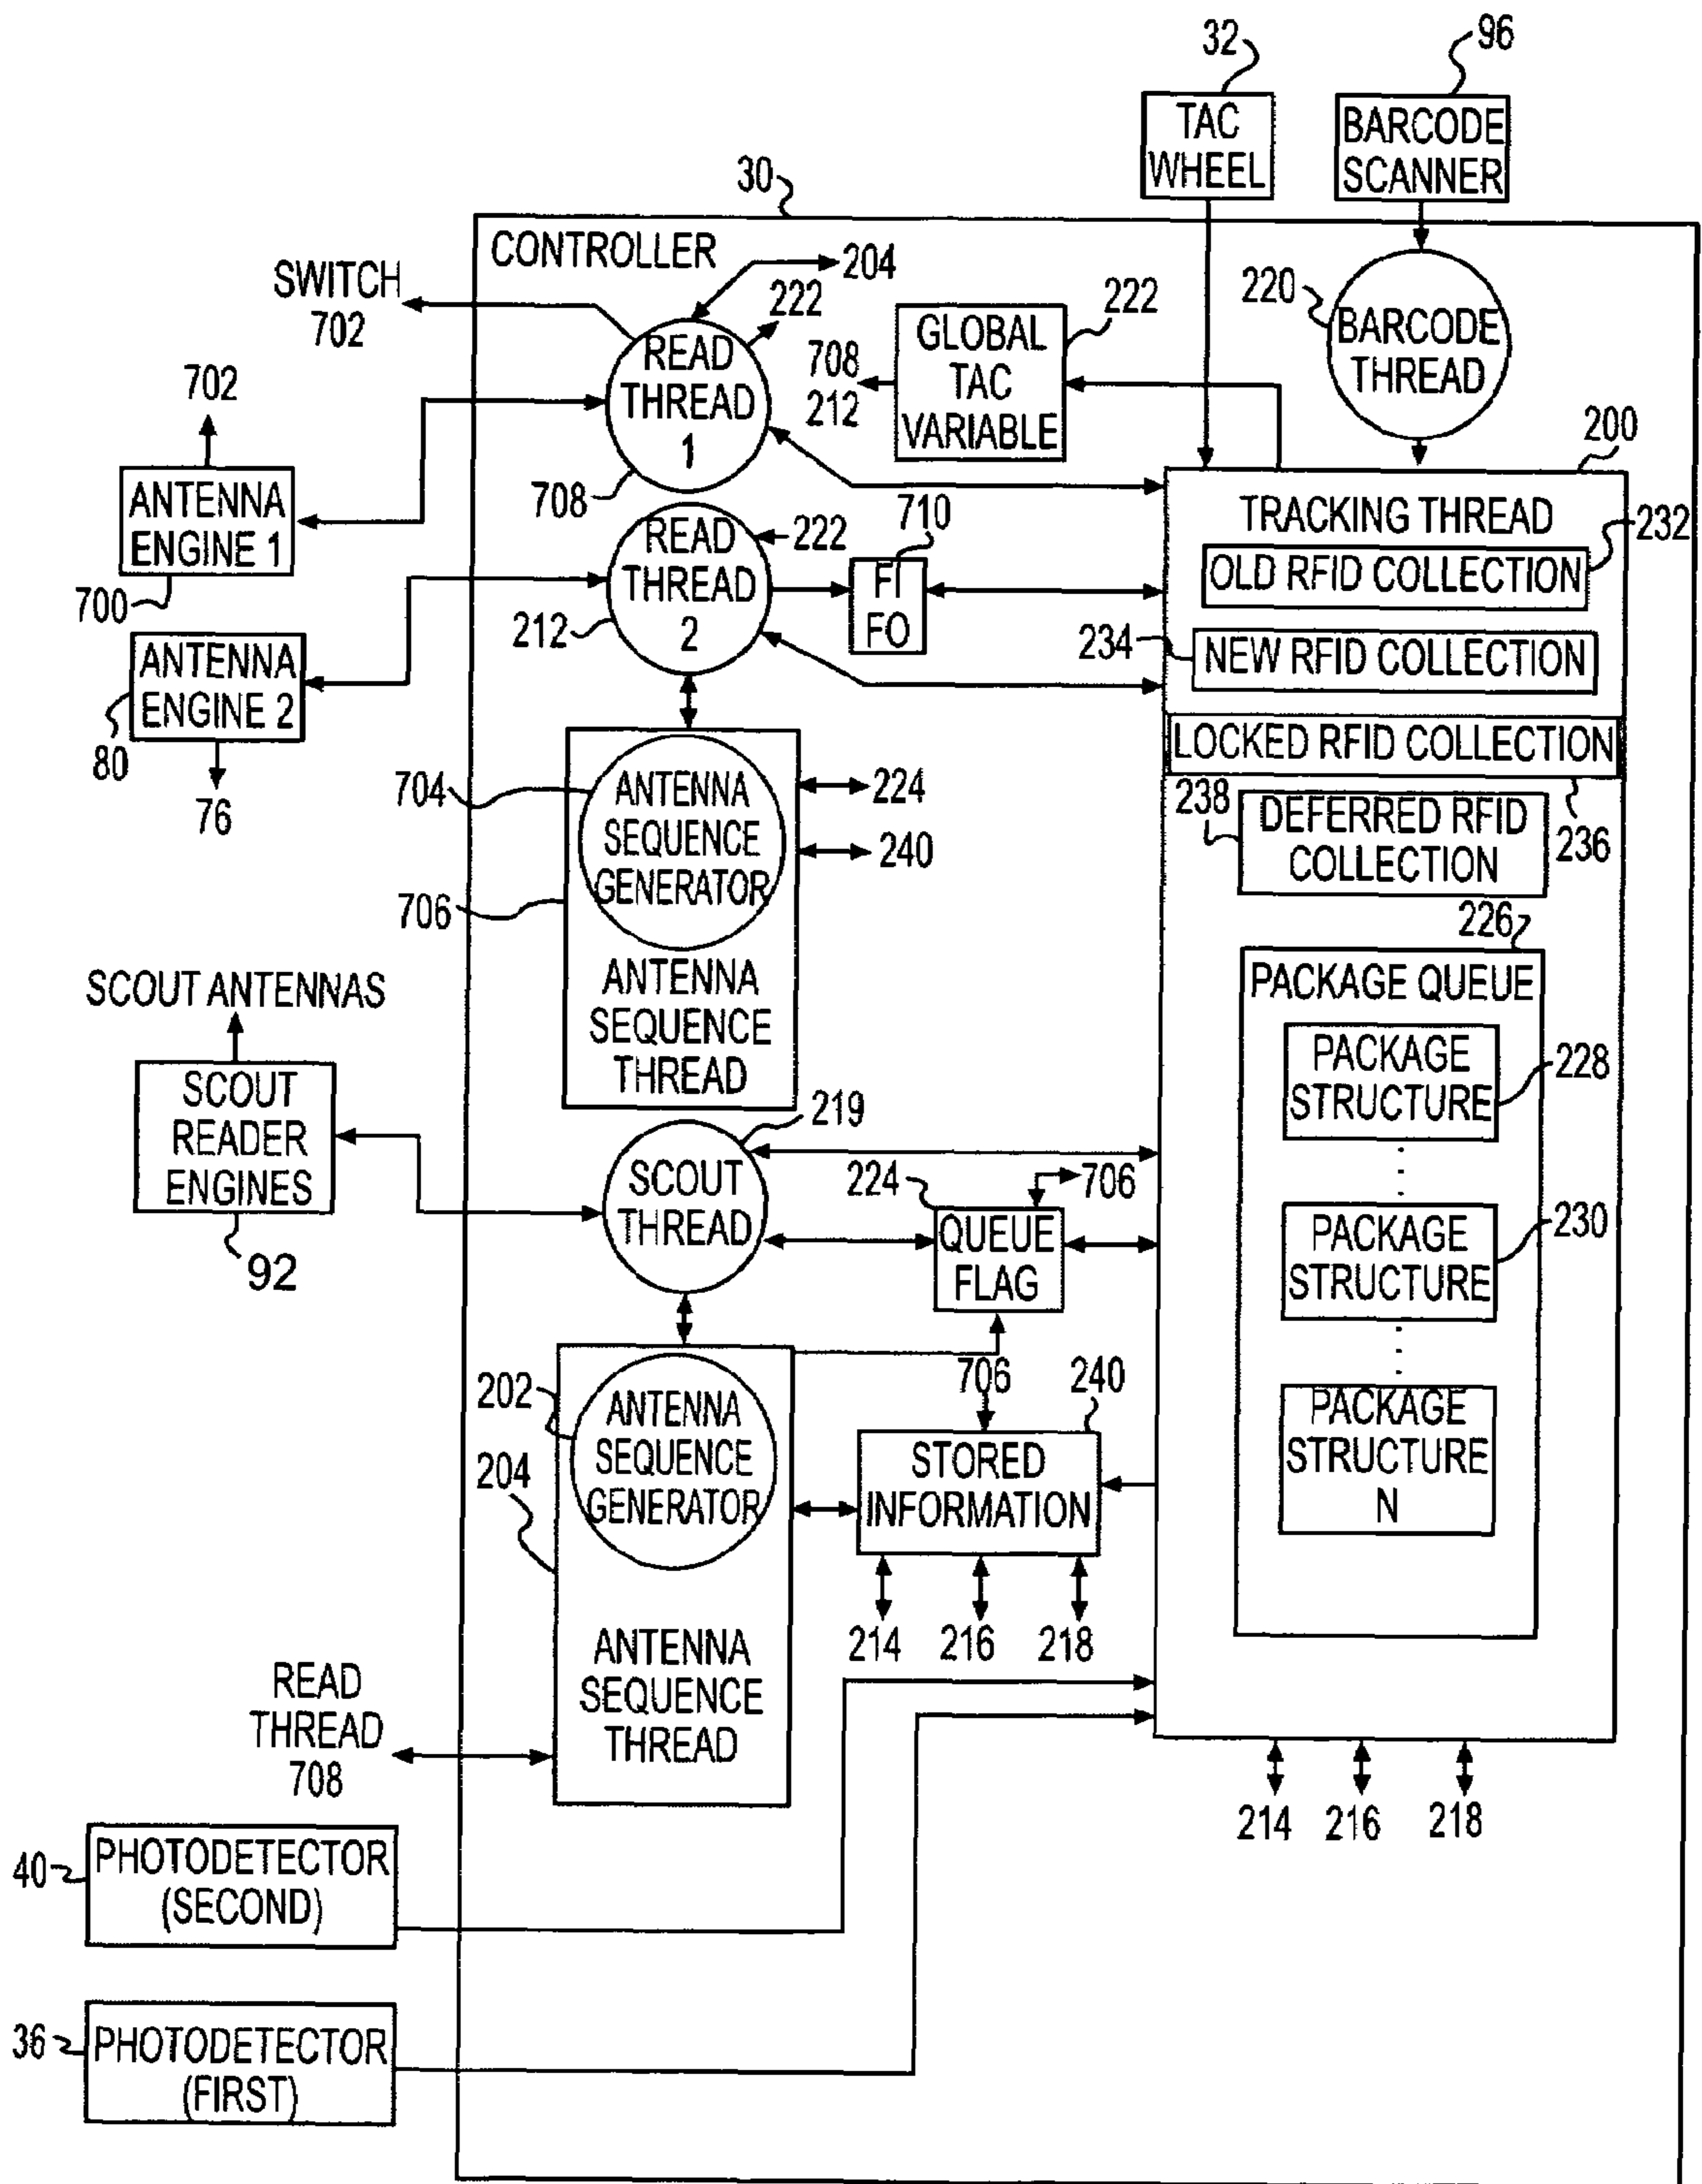 32
96
TAC
WHEEL
BARCODE
SCANNER
30
CONTROLLER
204
SWITCH
702
222
READ
THREAD
1
708
708
212
GLOBAL
TAC
VARIABLE
222
220
BARCODE
THREAD
702
ANTENNA
ENGINE 1
700
200
TRACKING THREAD
232
OLD RFID COLLECTION
234
NEW RFID COLLECTION
LOCKED RFID COLLECTION
236
238
DEFERRED RFID
COLLECTION
READ
THREAD
2
222
212
710
FI
FO
ANTENNA
ENGINE 2
80
76
704
ANTENNA
SEQUENCE
GENERATOR
224
240
706
ANTENNA
SEQUENCE
THREAD
226
PACKAGE QUEUE
PACKAGE
STRUCTURE
228
PACKAGE
STRUCTURE
230
PACKAGE
STRUCTURE
N
SCOUT ANTENNAS
SCOUT
READER
ENGINES
92
219
SCOUT
THREAD
224
706
QUEUE
FLAG
202
ANTENNA
SEQUENCE
GENERATOR
204
ANTENNA
SEQUENCE
THREAD
706
240
STORED
INFORMATION
214
216
218
READ
THREAD
708
214
216
218
40
PHOTODETECTOR
(SECOND)
36
PHOTODETECTOR
(FIRST)